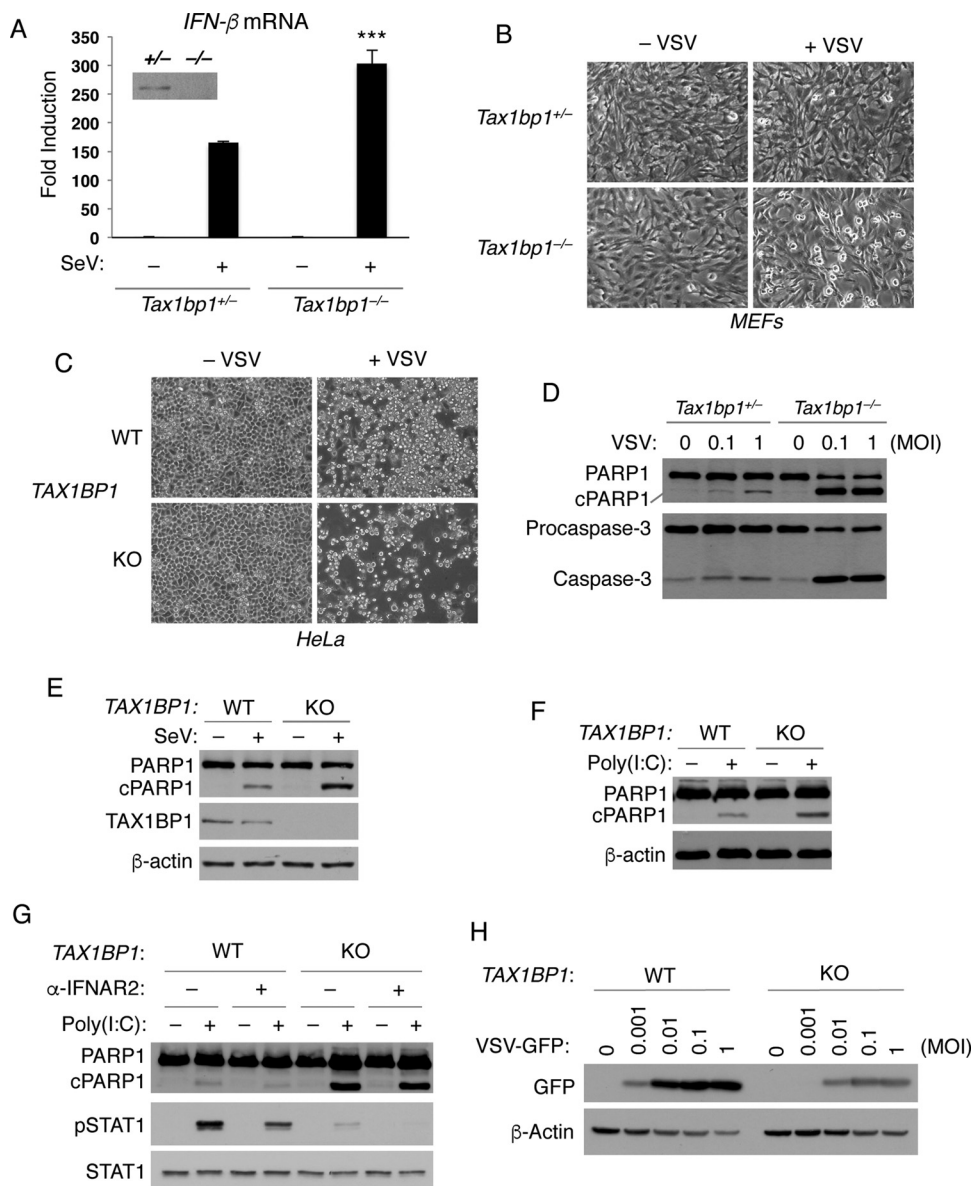 A
IFN-β mRNA
Fold Induction
350
300
250
200
150
100
50
0
+/– –/–
***
SeV: – + – +
Tax1bp1+/– Tax1bp1–/–
B
– VSV + VSV
Tax1bp1+/–
Tax1bp1–/–
MEFs
C
– VSV + VSV
WT
TAX1BP1
KO
HeLa
D
Tax1bp1+/– Tax1bp1–/–
VSV: 0 0.1 1 0 0.1 1 (MOI)
PARP1
cPARP1
Procaspase-3
Caspase-3
E
TAX1BP1: WT KO
SeV: – + – +
PARP1
cPARP1
TAX1BP1
β-actin
F
TAX1BP1: WT KO
Poly(I:C): – + – +
PARP1
cPARP1
β-actin
G
TAX1BP1: WT KO
α-IFNAR2: – + – +
Poly(I:C): – + – + – + – +
PARP1
cPARP1
pSTAT1
STAT1
H
TAX1BP1: WT KO
VSV-GFP: 0 0.001 0.01 0.1 1 0 0.001 0.01 0.1 1 (MOI)
GFP
β-Actin